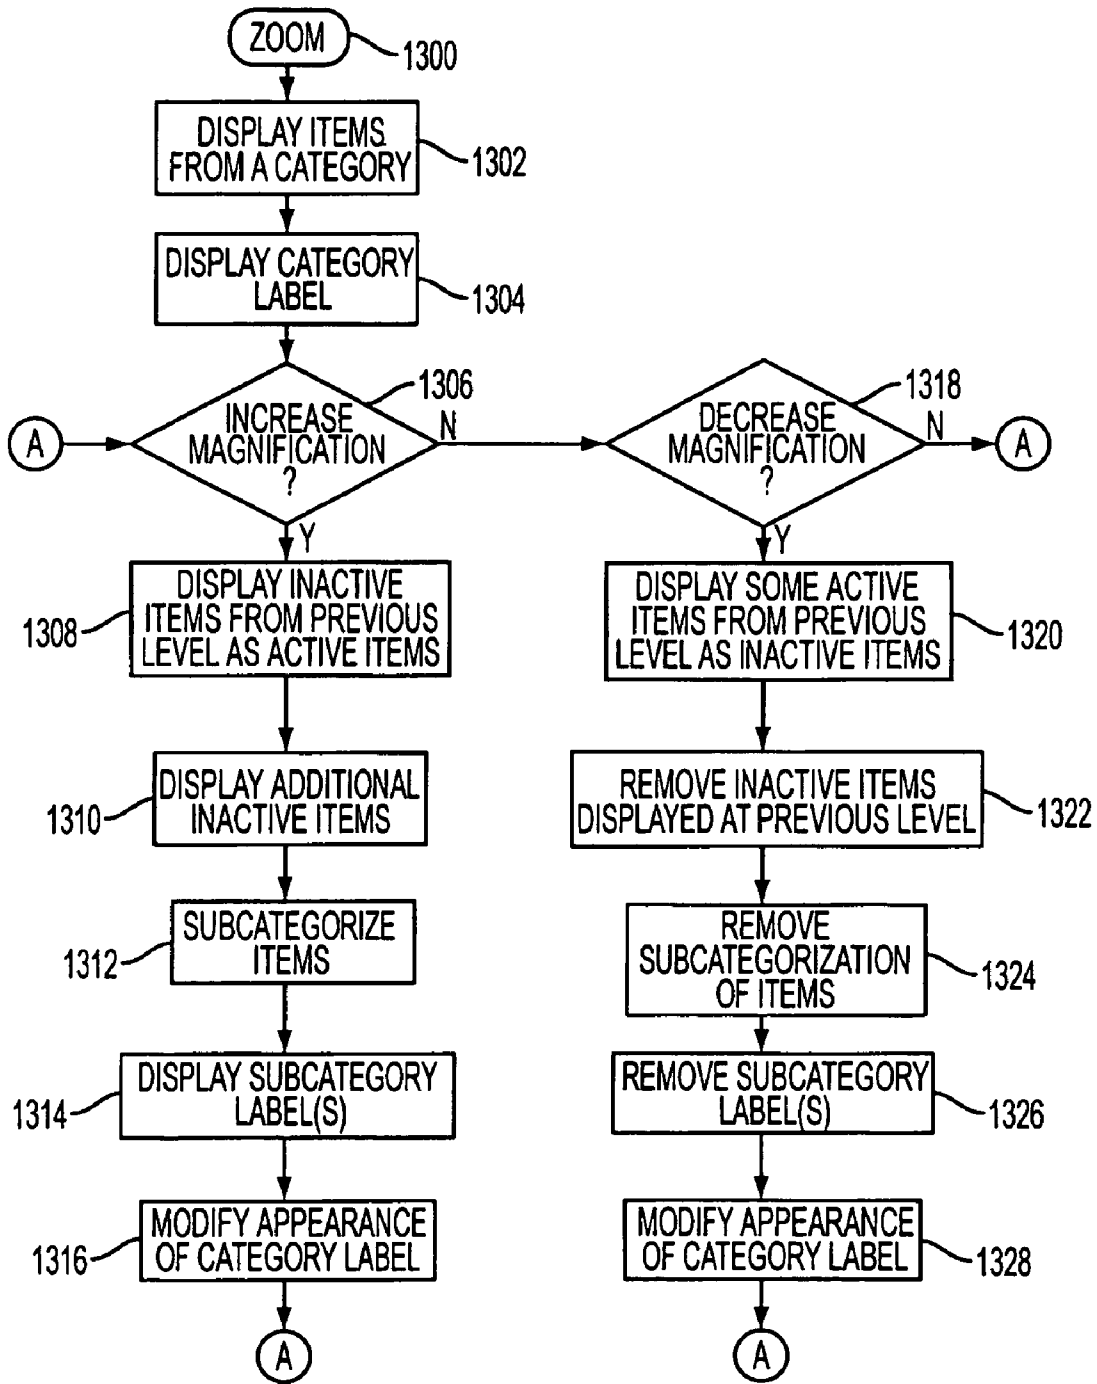 ZOOM
1300
DISPLAY ITEMS
FROM A CATEGORY
1302
DISPLAY CATEGORY
LABEL
1304
1306
INCREASE
MAGNIFICATION
?
N
A
Y
1318
DECREASE
MAGNIFICATION
?
N
A
Y
DISPLAY INACTIVE
ITEMS FROM PREVIOUS
LEVEL AS ACTIVE ITEMS
1308
DISPLAY SOME ACTIVE
ITEMS FROM PREVIOUS
LEVEL AS INACTIVE ITEMS
1320
DISPLAY ADDITIONAL
INACTIVE ITEMS
1310
REMOVE INACTIVE ITEMS
DISPLAYED AT PREVIOUS LEVEL
1322
SUBCATEGORIZE
ITEMS
1312
REMOVE
SUBCATEGORIZATION
OF ITEMS
1324
DISPLAY SUBCATEGORY
LABEL(S)
1314
REMOVE SUBCATEGORY
LABEL(S)
1326
MODIFY APPEARANCE
OF CATEGORY LABEL
1316
MODIFY APPEARANCE
OF CATEGORY LABEL
1328
A
A